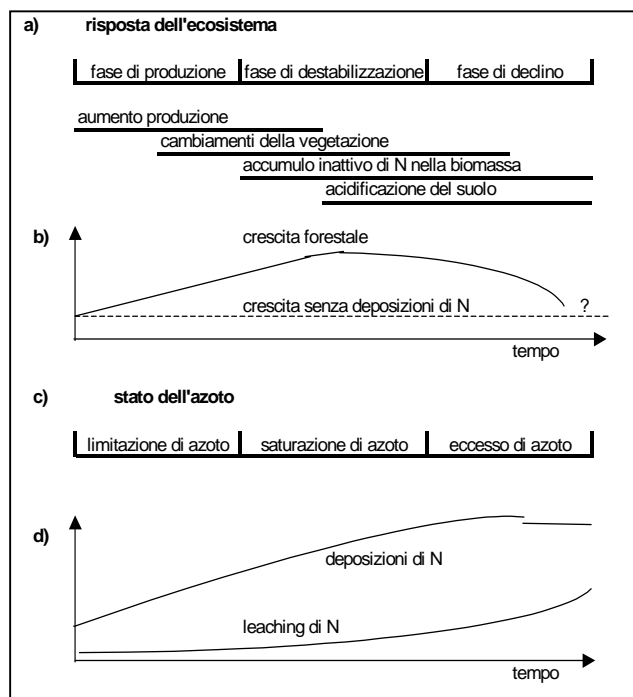 a) risposta dell'ecosistema
fase di produzione fase di destabilizzazione fase di declino
aumento produzione
cambiamenti della vegetazione
accumulo inattivo di N nella biomassa
acidificazione del suolo
b) crescita forestale
crescita senza deposizioni di N ?
tempo
c) stato dell'azoto
limitazione di azoto saturazione di azoto eccesso di azoto
d) deposizioni di N
leaching di N
tempo